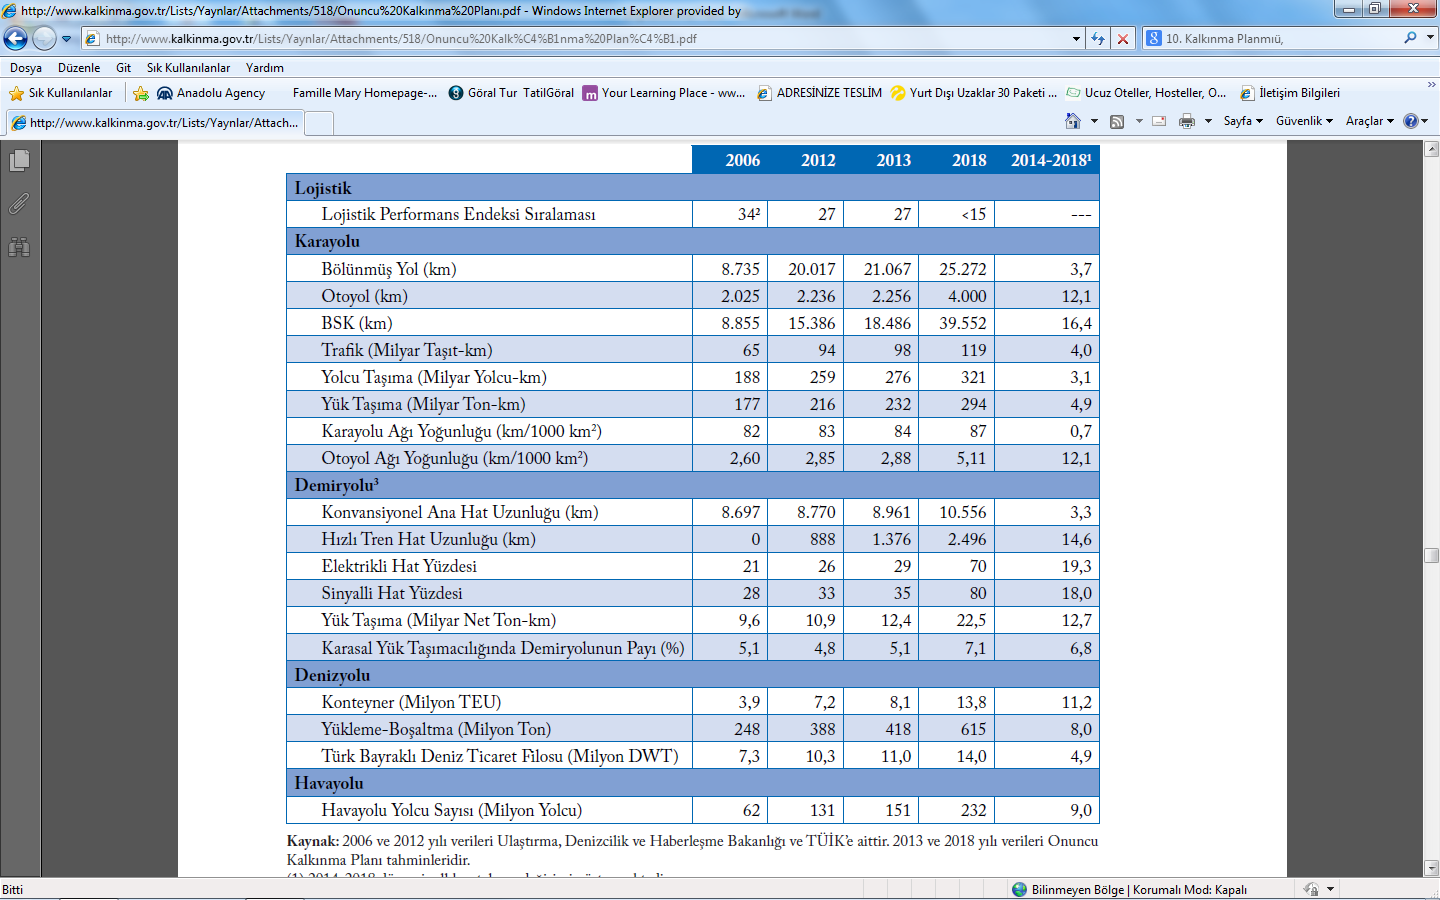 http://www.kalkinma.gov.tr/Lists/Yaynlar/Attachments/518/Onuncu%20Kalkınma%20Planı.pdf - Windows Internet Explorer provided by
http://www.kalkinma.gov.tr/Lists/Yaynlar/Attachments/518/Onuncu%20Kalk%C4%B1nma%20Plan%C4%B1.pdf 10. Kalkınma Planmıü,
Dosya Düzenle Git Sık Kullanılanlar Yardım
Sık Kullanılanlar Anadolu Agency Famille Mary Homepage-... Göral Tur TatilGöral Your Learning Place - ww... ADRESİNİZE TESLİM Yurt Dışı Uzaklar 30 Paketi ... Ucuz Oteller, Hosteller, O... İletişim Bilgileri
http://www.kalkinma.gov.tr/Lists/Yaynlar/Attach... Sayfa Güvenlik Araçlar
2006 2012 2013 2018 2014-2018¹
Lojistik
Lojistik Performans Endeksi Sıralaması 34² 27 27 <15 ---
Karayolu
Bölünmüş Yol (km) 8.735 20.017 21.067 25.272 3,7
Otoyol (km) 2.025 2.236 2.256 4.000 12,1
BSK (km) 8.855 15.386 18.486 39.552 16,4
Trafik (Milyar Taşıt-km) 65 94 98 119 4,0
Yolcu Taşıma (Milyar Yolcu-km) 188 259 276 321 3,1
Yük Taşıma (Milyar Ton-km) 177 216 232 294 4,9
Karayolu Ağı Yoğunluğu (km/1000 km²) 82 83 84 87 0,7
Otoyol Ağı Yoğunluğu (km/1000 km²) 2,60 2,85 2,88 5,11 12,1
Demiryolu³
Konvansiyonel Ana Hat Uzunluğu (km) 8.697 8.770 8.961 10.556 3,3
Hızlı Tren Hat Uzunluğu (km) 0 888 1.376 2.496 14,6
Elektrikli Hat Yüzdesi 21 26 29 70 19,3
Sinyalli Hat Yüzdesi 28 33 35 80 18,0
Yük Taşıma (Milyar Net Ton-km) 9,6 10,9 12,4 22,5 12,7
Karasal Yük Taşımacılığında Demiryolunun Payı (%) 5,1 4,8 5,1 7,1 6,8
Denizyolu
Konteyner (Milyon TEU) 3,9 7,2 8,1 13,8 11,2
Yükleme-Boşaltma (Milyon Ton) 248 388 418 615 8,0
Türk Bayraklı Deniz Ticaret Filosu (Milyon DWT) 7,3 10,3 11,0 14,0 4,9
Havayolu
Havayolu Yolcu Sayısı (Milyon Yolcu) 62 131 151 232 9,0
Kaynak: 2006 ve 2012 yılı verileri Ulaştırma, Denizcilik ve Haberleşme Bakanlığı ve TÜİK'e aittir. 2013 ve 2018 yılı verileri Onuncu
Kalkınma Planı tahminleridir.
Bitti Bilinmeyen Bölge | Korumalı Mod: Kapalı